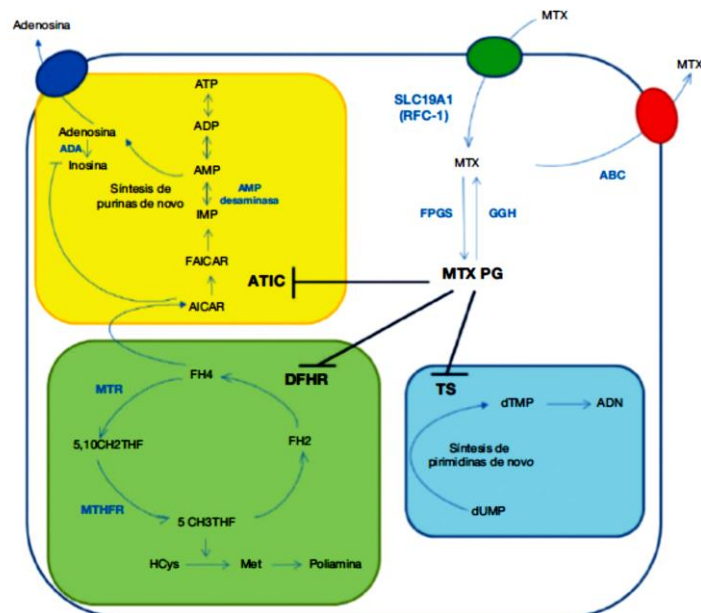 Adenosina
MTX
MTX
SLC19A1
(RFC-1)
ABC
ATP
ADP
AMP
IMP
FAICAR
AICAR
Adenosina
ADA
Inosina
Síntesis de
purinas de novo
AMP
desaminasa
ATIC
MTX
FPGS
GGH
MTX PG
DFHR
TS
MTR
FH4
5,10CH2THF
FH2
MTHFR
5 CH3THF
HCys
Met
Poliamina
dTMP
ADN
Síntesis de
pirimidinas de novo
dUMP